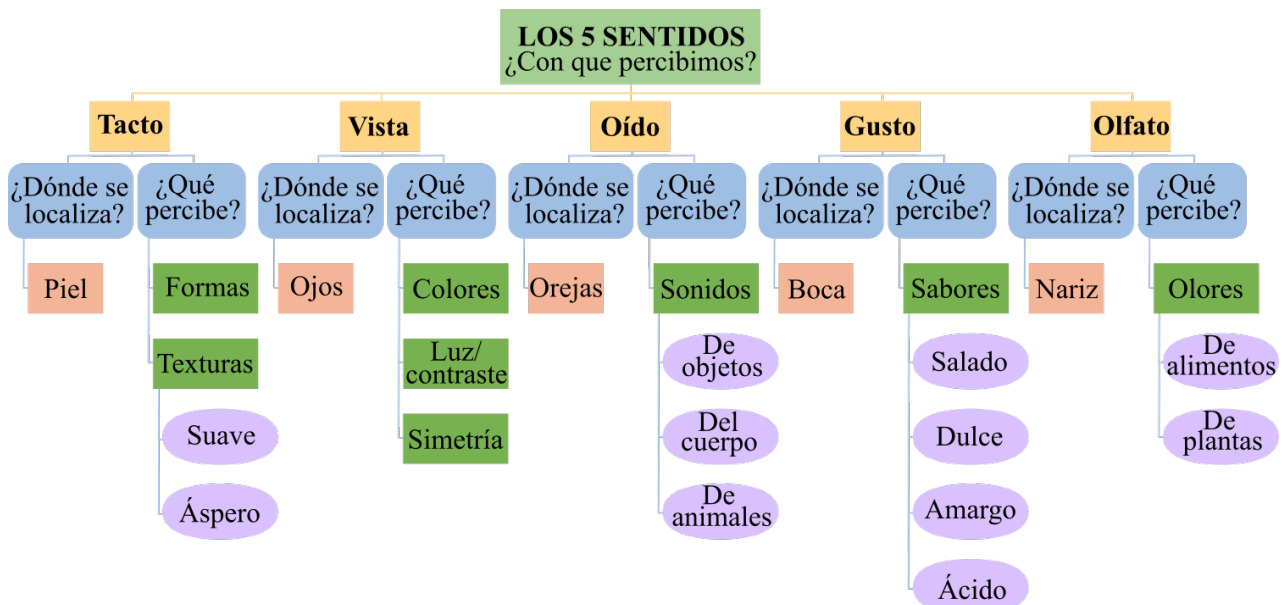 LOS 5 SENTIDOS
¿Con que percibimos?
Tacto
Vista
Oído
Gusto
Olfato
¿Dónde se
localiza?
¿Qué
percibe?
¿Dónde se
localiza?
¿Qué
percibe?
¿Dónde se
localiza?
¿Qué
percibe?
¿Dónde se
localiza?
¿Qué
percibe?
¿Dónde se
localiza?
¿Qué
percibe?
Piel
Formas
Ojos
Colores
Orejas
Sonidos
Boca
Sabores
Nariz
Olores
Texturas
Luz/
contraste
De
objetos
Salado
De
alimentos
Suave
Simetría
Del
cuerpo
Dulce
De
plantas
Áspero
De
animales
Amargo
Ácido